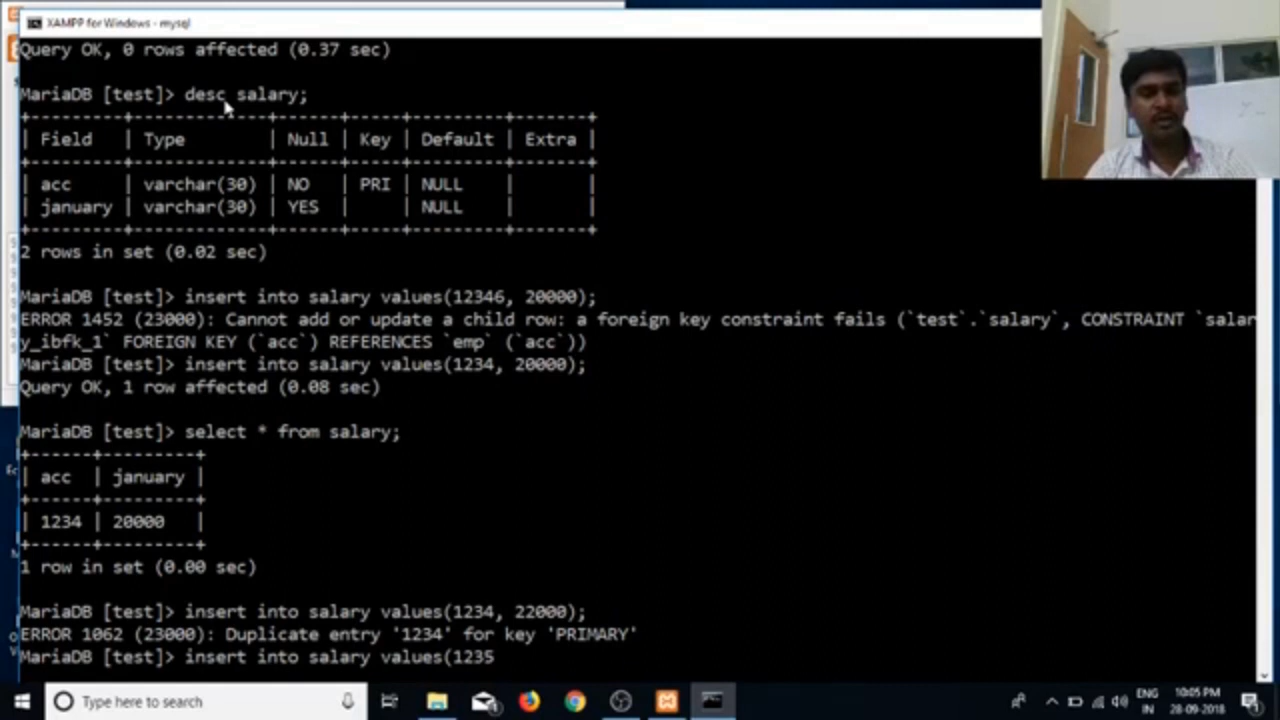 XAMPP for Windows - mysql
Query OK, 0 rows affected (0.37 sec)
MariaDB [test]> desc salary;
+---------+-------------+------+-----+---------+-------+
| Field | Type | Null | Key | Default | Extra |
+---------+-------------+------+-----+---------+-------+
| acc | varchar(30) | NO | PRI | NULL | |
| january | varchar(30) | YES | | NULL | |
+---------+-------------+------+-----+---------+-------+
2 rows in set (0.02 sec)
MariaDB [test]> insert into salary values(12346, 20000);
ERROR 1452 (23000): Cannot add or update a child row: a foreign key constraint fails (`test`.`salary`, CONSTRAINT `salar
y_ibfk_1` FOREIGN KEY (`acc`) REFERENCES `emp` (`acc`))
MariaDB [test]> insert into salary values(1234, 20000);
Query OK, 1 row affected (0.08 sec)
MariaDB [test]> select * from salary;
+------+---------+
| acc | january |
+------+---------+
| 1234 | 20000 |
+------+---------+
1 row in set (0.00 sec)
MariaDB [test]> insert into salary values(1234, 22000);
ERROR 1062 (23000): Duplicate entry '1234' for key 'PRIMARY'
MariaDB [test]> insert into salary values(1235
Type here to search
ENG
IN
10:05 PM
28-09-2018